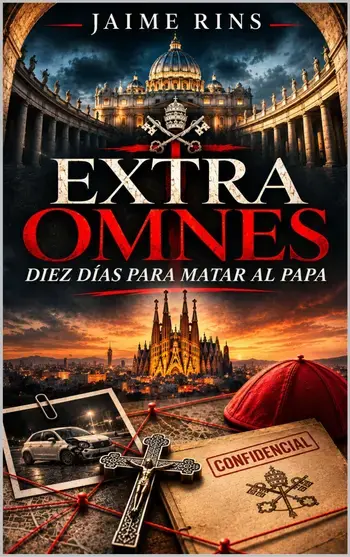 JAIME RINS
EXTRA
OMNES
DIEZ DÍAS PARA MATAR AL PAPA
CONFIDENCIAL